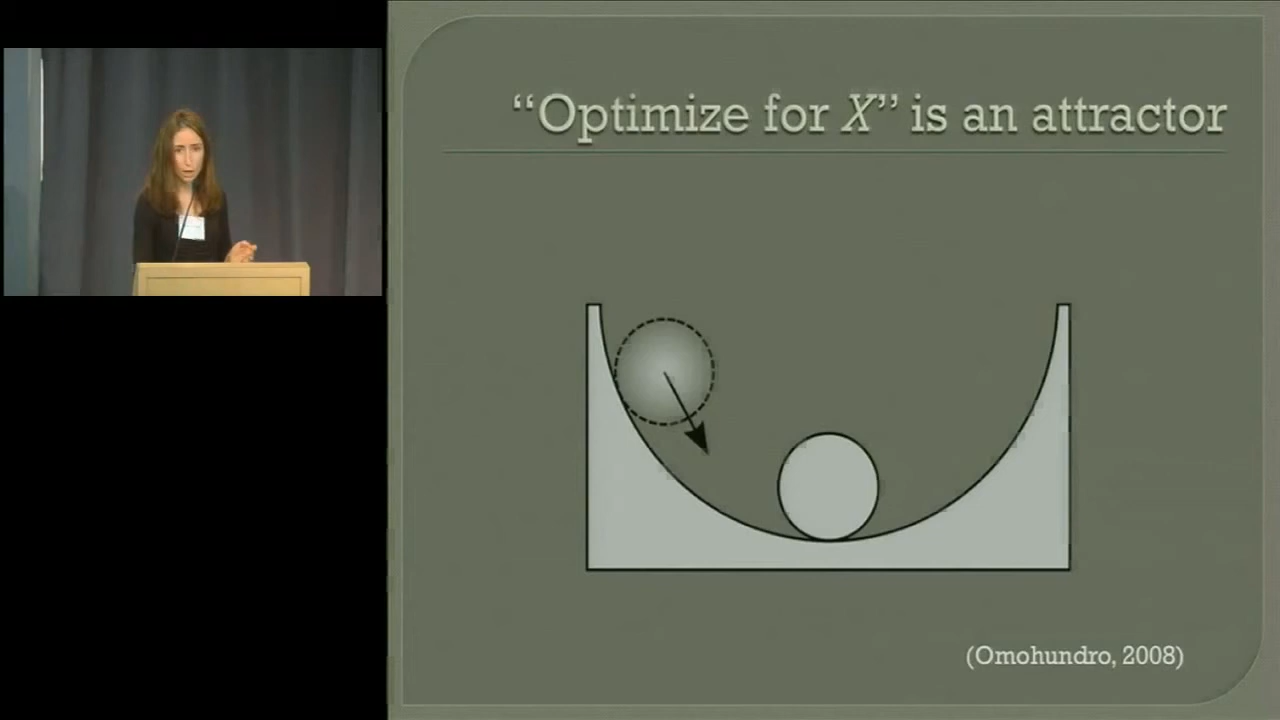 “Optimize for X” is an attractor
(Omohundro, 2008)